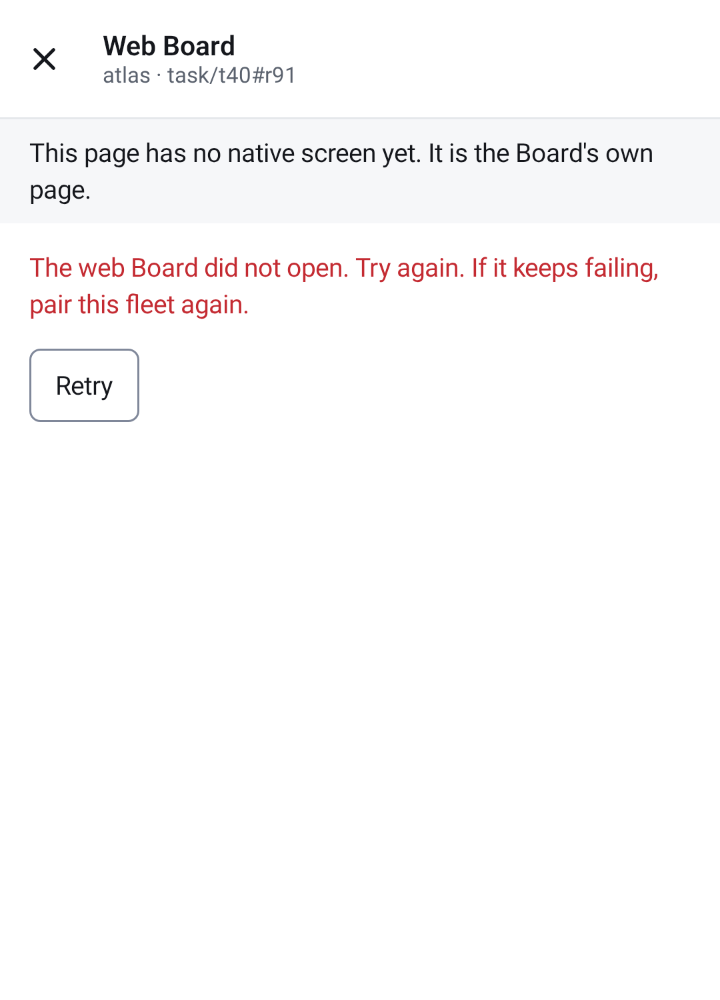 Web Board
atlas · task/t40#r91
This page has no native screen yet. It is the Board's own
page.
The web Board did not open. Try again. If it keeps failing,
pair this fleet again.
Retry